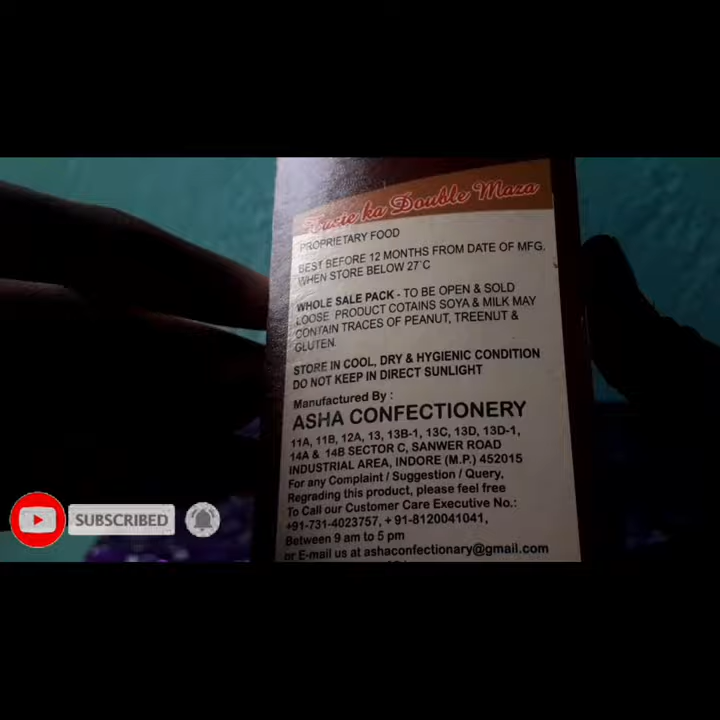 ka Double Maza
PROPRIETARY FOOD
BEST BEFORE 12 MONTHS FROM DATE OF MFG.
WHEN STORE BELOW 27°C
WHOLE SALE PACK - TO BE OPEN & SOLD
LOOSE PRODUCT COTAINS SOYA & MILK MAY
CONTAIN TRACES OF PEANUT, TREENUT &
GLUTEN.
STORE IN COOL, DRY & HYGIENIC CONDITION
DO NOT KEEP IN DIRECT SUNLIGHT
Manufactured By :
ASHA CONFECTIONERY
11A, 11B, 12A, 13, 13B-1, 13C, 13D, 13D-1,
14A & 14B SECTOR C, SANWER ROAD
INDUSTRIAL AREA, INDORE (M.P.) 452015
For any Complaint / Suggestion / Query,
Regrading this product, please feel free
To Call our Customer Care Executive No.:
+91-731-4023757, + 91-8120041041,
Between 9 am to 5 pm
or E-mail us at ashaconfectionary@gmail.com
SUBSCRIBED